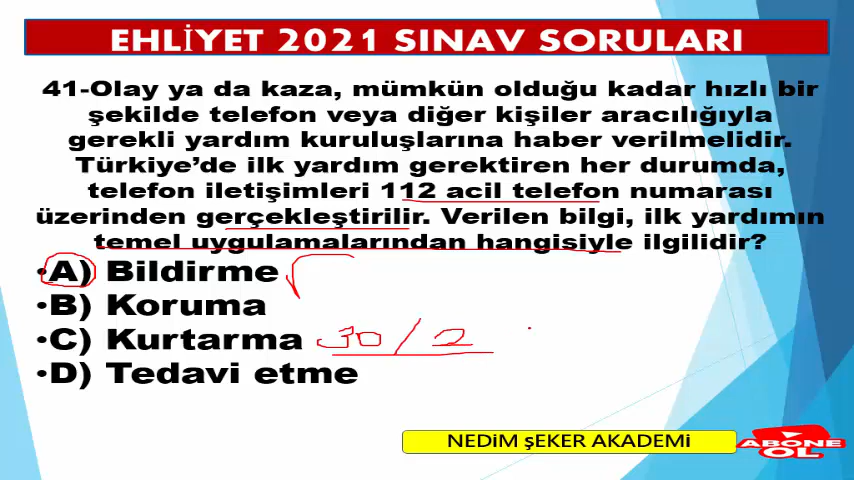 EHLİYET 2021 SINAV SORULARI
41-Olay ya da kaza, mümkün olduğu kadar hızlı bir
şekilde telefon veya diğer kişiler aracılığıyla
gerekli yardım kuruluşlarına haber verilmelidir.
Türkiye’de ilk yardım gerektiren her durumda,
telefon iletişimleri 112 acil telefon numarası
üzerinden gerçekleştirilir. Verilen bilgi, ilk yardımın
temel uygulamalarından hangisiyle ilgilidir?
•A) Bildirme
•B) Koruma
•C) Kurtarma 30/2
•D) Tedavi etme
NEDiM şEKER AKADEMi
ABONE
OL